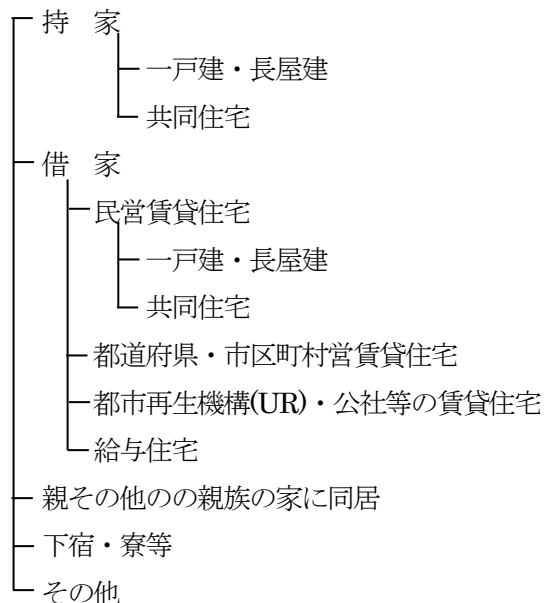 持　家
一戸建・長屋建
共同住宅
借　家
民営賃貸住宅
一戸建・長屋建
共同住宅
都道府県・市区町村営賃貸住宅
都市再生機構(UR)・公社等の賃貸住宅
給与住宅
親その他のの親族の家に同居
下宿・寮等
その他